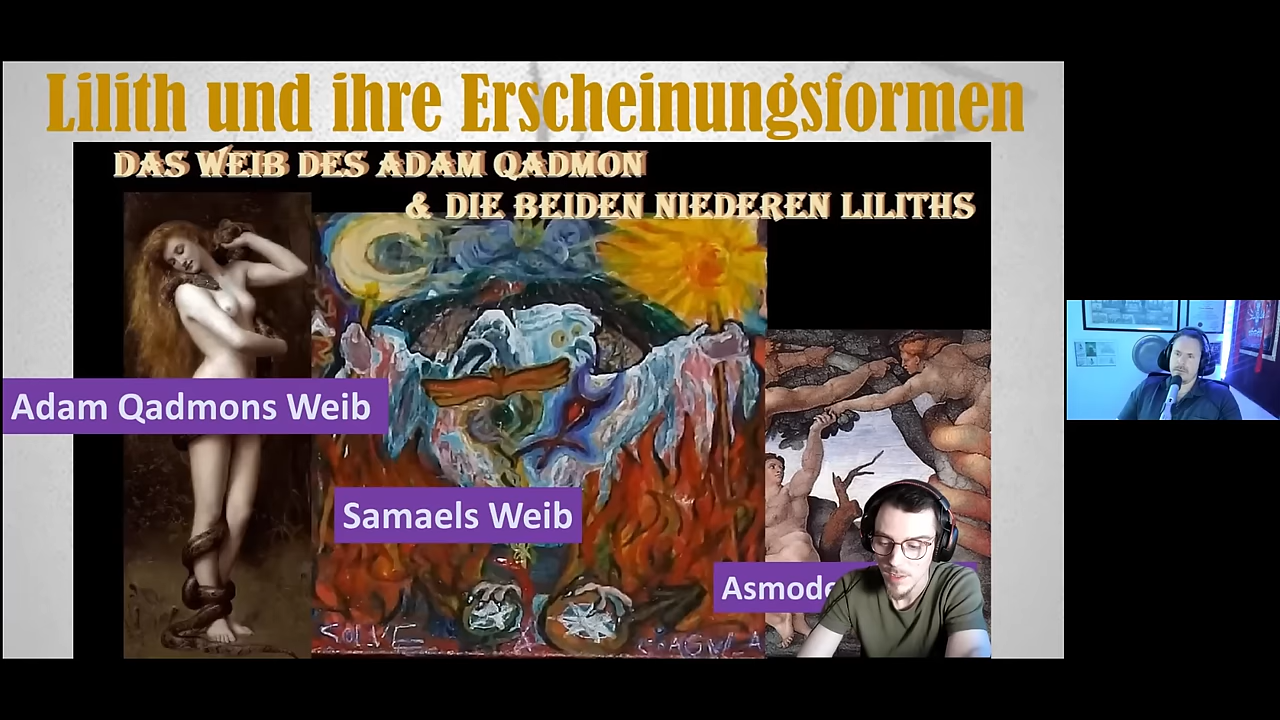 Lilith und ihre Erscheinungsformen
DAS WEIB DES ADAM QADMON
& DIE BEIDEN NIEDEREN LILITHS
Adam Qadmons Weib
Samaels Weib
SOLVE